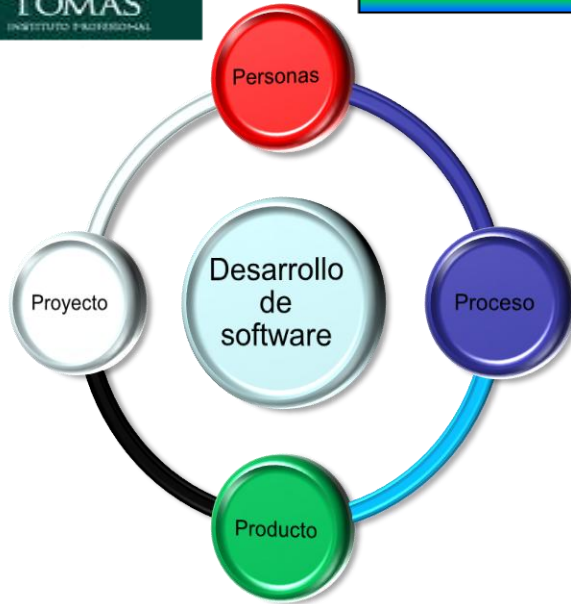 TOMAS
INSTITUTO PROFESIONAL
Personas
Proyecto
Desarrollo
de
software
Proceso
Producto